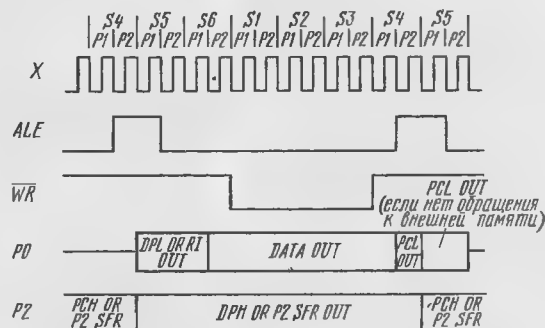 S4 S5 S6 S1 S2 S3 S4 S5
P1 P2 P1 P2 P1 P2 P1 P2 P1 P2 P1 P2 P1 P2 P1 P2
X
ALE
WR
PCL OUT
(если нет обращения
к внешней памяти)
P0
DPL OR RI
OUT
DATA OUT
PCL
OUT
P2
PCH OR
P2 SFR
DPH OR P2 SFR OUT
PCH OR
P2 SFR